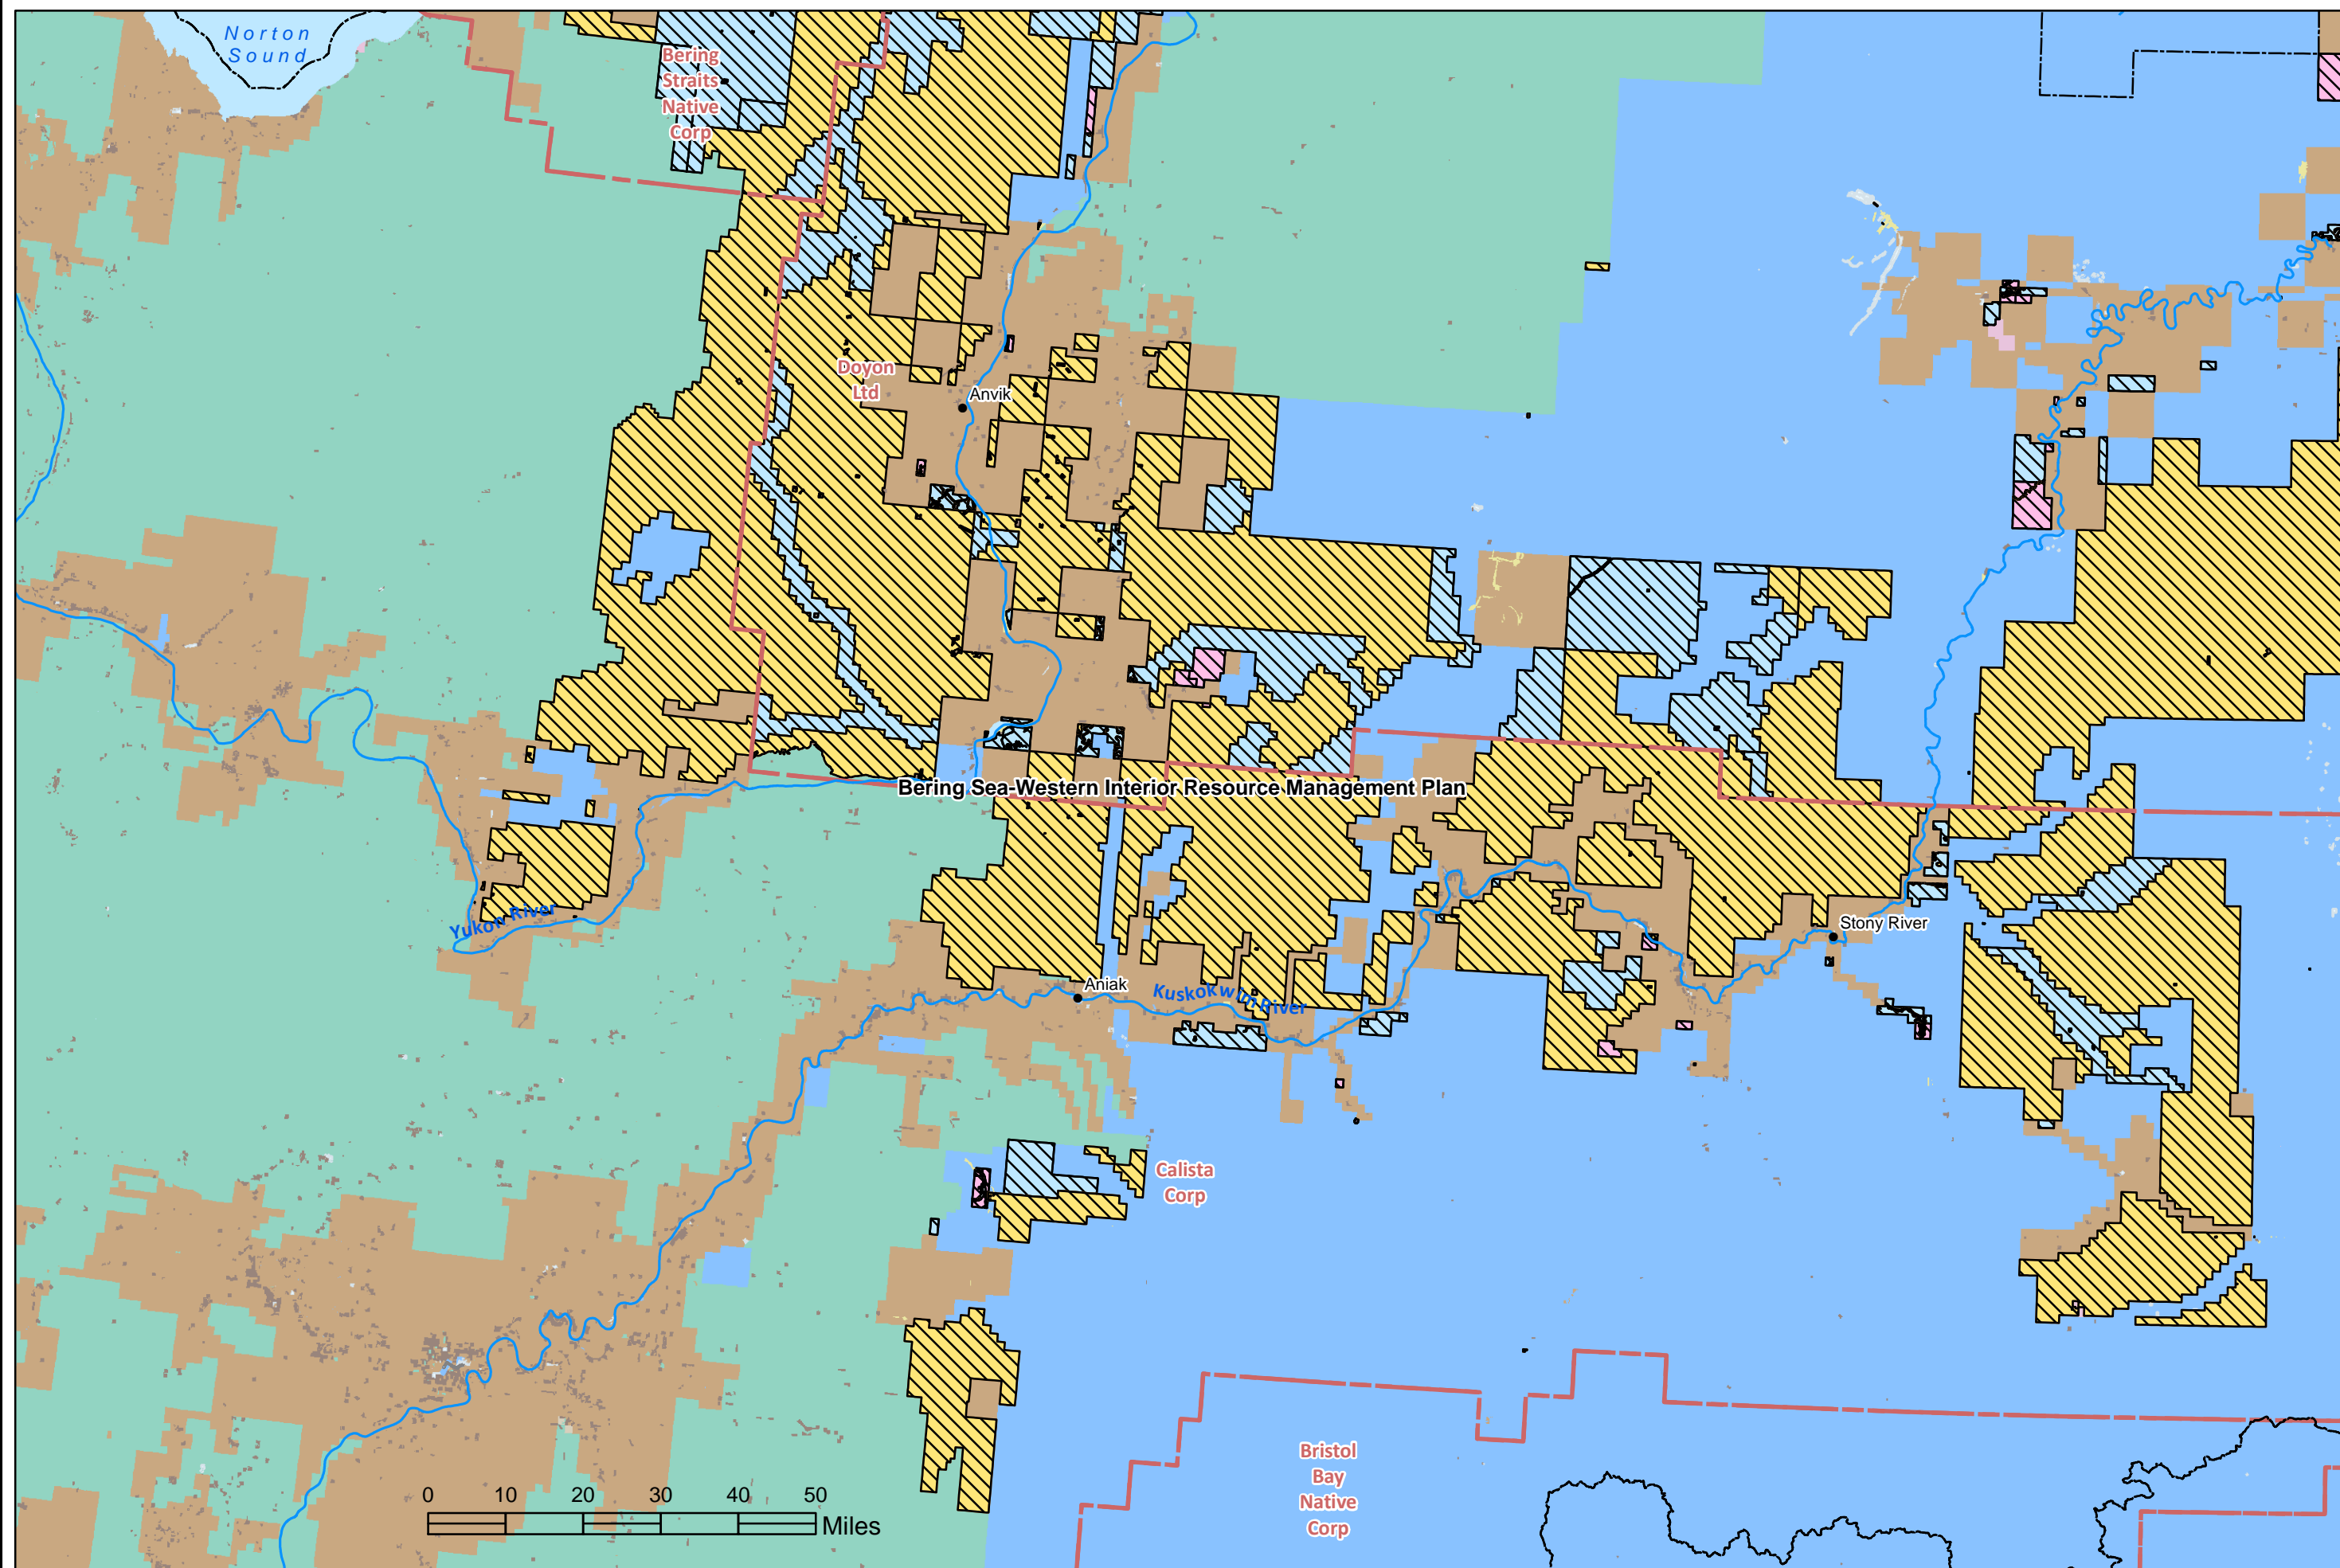 Norton
Sound
Bering
Straits
Native
Corp
Doyon
Ltd
Anvik
Bering Sea-Western Interior Resource Management Plan
Yukon River
Stony River
Aniak
Kuskokwim River
Calista
Corp
Bristol
Bay
Native
Corp
0 10 20 30 40 50
Miles